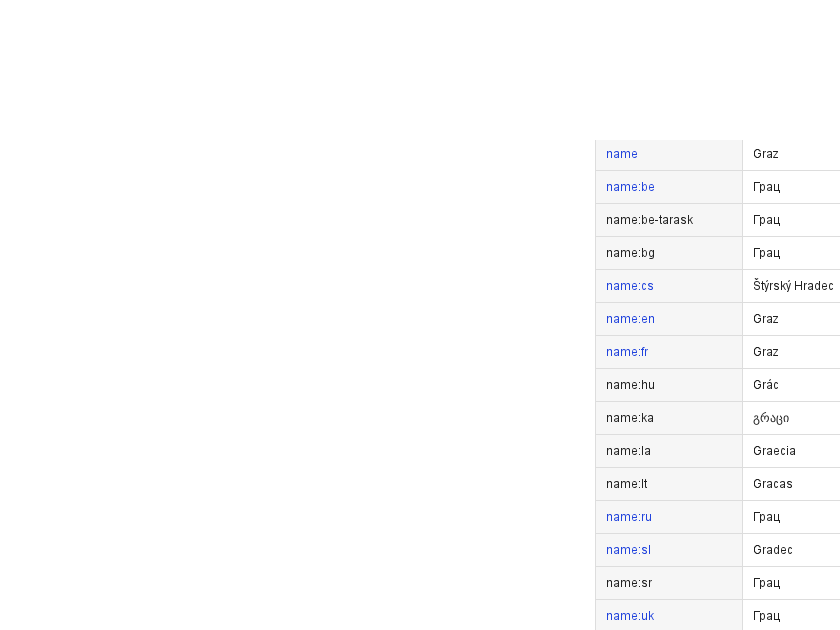 name Graz
name:be Грац
name:be-tarask Грац
name:bg Грац
name:cs Štýrský Hradec
name:en Graz
name:fr Graz
name:hu Grác
name:ka გრაცი
name:la Graecia
name:lt Gracas
name:ru Грац
name:sl Gradec
name:sr Грац
name:uk Грац